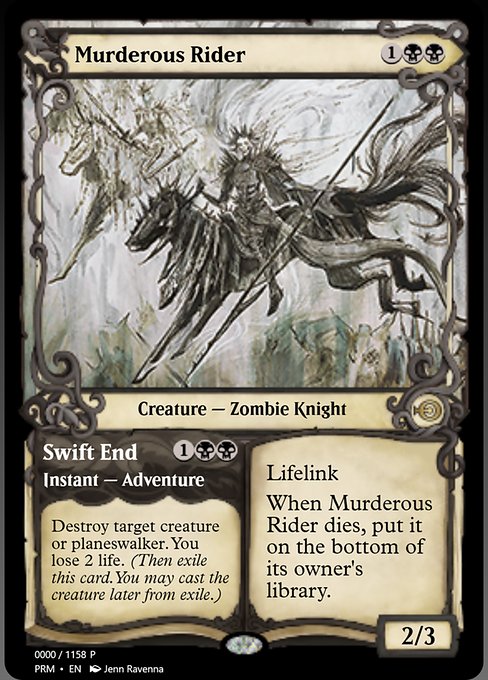 Murderous Rider 1
Creature — Zombie Knight
Swift End 1
Instant — Adventure
Destroy target creature
or planeswalker. You
lose 2 life. (Then exile
this card. You may cast the
creature later from exile.)
Lifelink
When Murderous
Rider dies, put it
on the bottom of
its owner's
library.
2/3
0000 / 1158 P
PRM • EN Jenn Ravenna